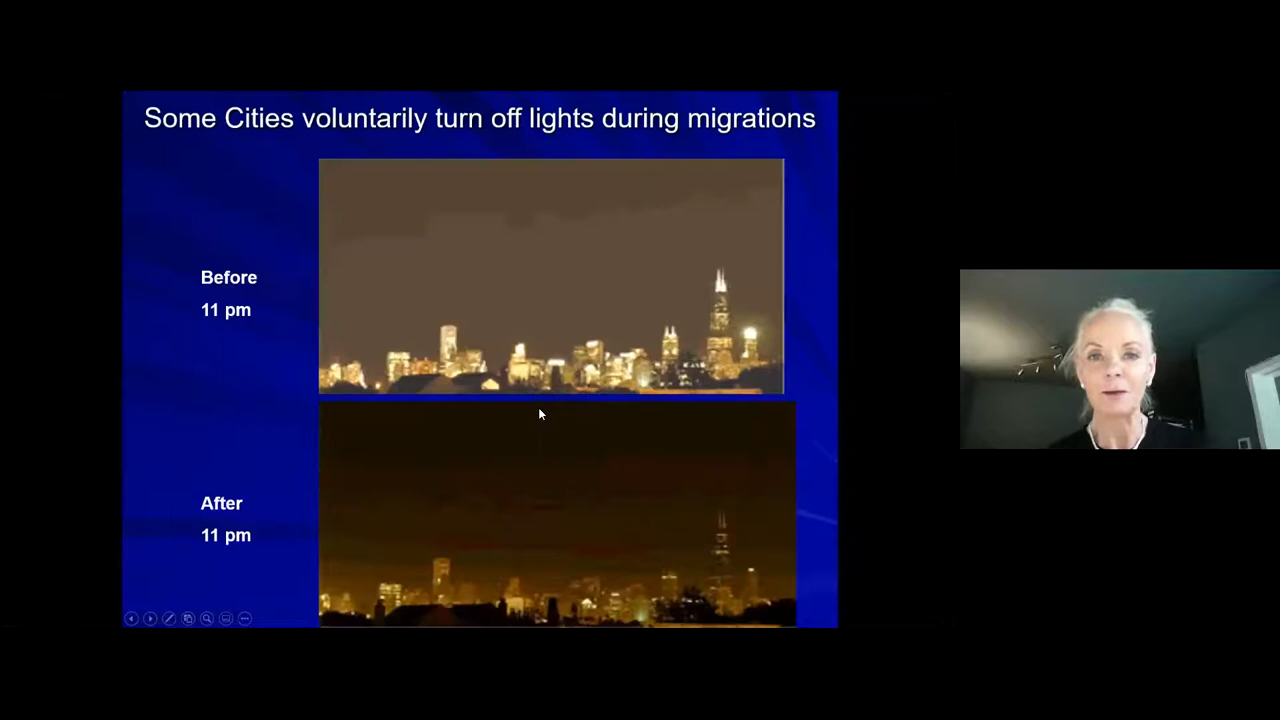 Some Cities voluntarily turn off lights during migrations
Before
11 pm
After
11 pm